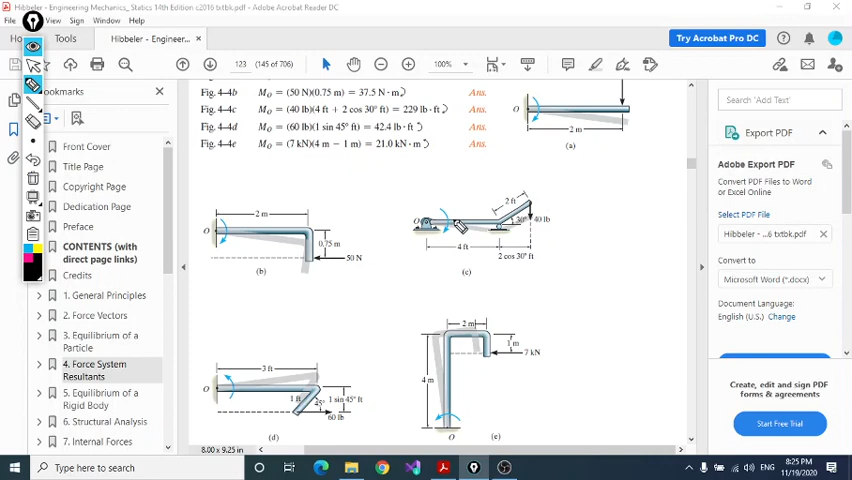 Hibbeler - Engineering Mechanics_ Statics 14th Edition c2016 txtbk.pdf - Adobe Acrobat Reader DC
File
View Sign Window Help
Tools
Hibbeler - Engineer...
Try Acrobat Pro DC
123 (145 of 706)
100%
Fig. 4–4b M_O = (50 N)(0.75 m) = 37.5 N · m Ans.
Fig. 4–4c M_O = (40 lb)(4 ft + 2 cos 30° ft) = 229 lb · ft Ans.
Fig. 4–4d M_O = (60 lb)(1 sin 45° ft) = 42.4 lb · ft Ans.
Fig. 4–4e M_O = (7 kN)(4 m − 1 m) = 21.0 kN · m Ans.
O
2 m
(a)
2 m
O
0.75 m
50 N
(b)
2 ft
O
30°
40 lb
4 ft
2 cos 30° ft
(c)
3 ft
O
1 ft
45°
1 sin 45° ft
60 lb
(d)
2 m
1 m
7 kN
4 m
O
(e)
8.00 x 9.25 in
Front Cover
Title Page
Copyright Page
Dedication Page
Preface
CONTENTS (with direct page links)
Credits
1. General Principles
2. Force Vectors
3. Equilibrium of a Particle
4. Force System Resultants
5. Equilibrium of a Rigid Body
6. Structural Analysis
7. Internal Forces
Search 'Add Text'
Export PDF
Adobe Export PDF
Convert PDF Files to Word or Excel Online
Select PDF File
Hibbeler - ...6 txtbk.pdf
Convert to
Microsoft Word (*.docx)
Document Language:
English (U.S.) Change
Create, edit and sign PDF forms & agreements
Start Free Trial
Type here to search
ENG
8:25 PM
11/19/2020